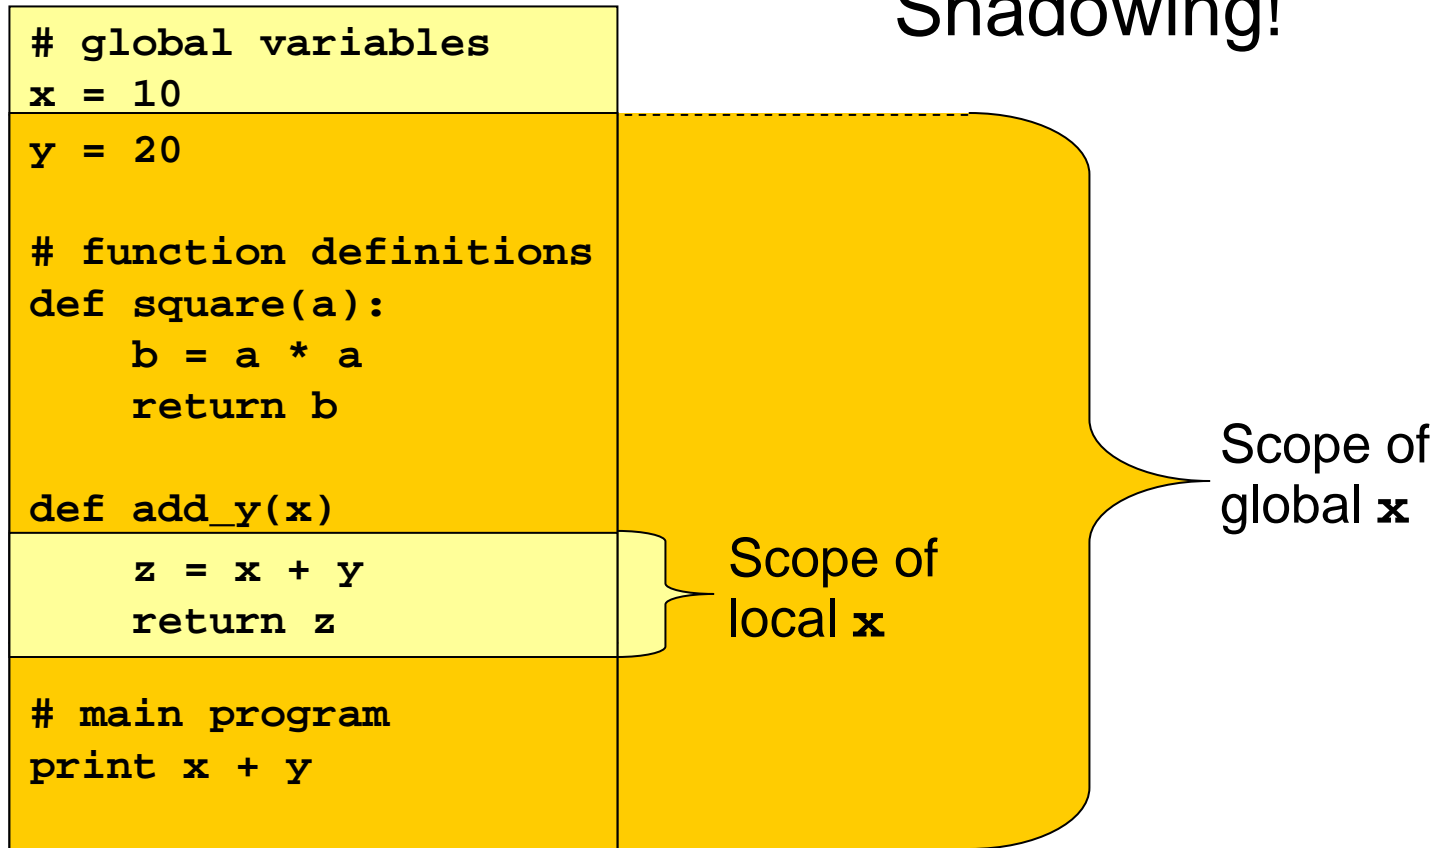 Shadowing!
# global variables
x = 10
y = 20
# function definitions
def square(a):
    b = a * a
    return b
def add_y(x)
    z = x + y
    return z
# main program
print x + y
Scope of
local x
Scope of
global x